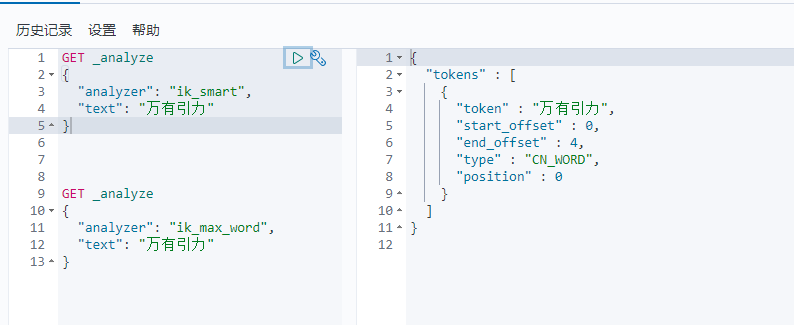 历史记录 设置 帮助
1 GET _analyze
2 {
3 "analyzer": "ik_smart",
4 "text": "万有引力"
5 }
6
7
8
9 GET _analyze
10 {
11 "analyzer": "ik_max_word",
12 "text": "万有引力"
13 }
1 {
2 "tokens" : [
3 {
4 "token" : "万有引力",
5 "start_offset" : 0,
6 "end_offset" : 4,
7 "type" : "CN_WORD",
8 "position" : 0
9 }
10 ]
11 }
12